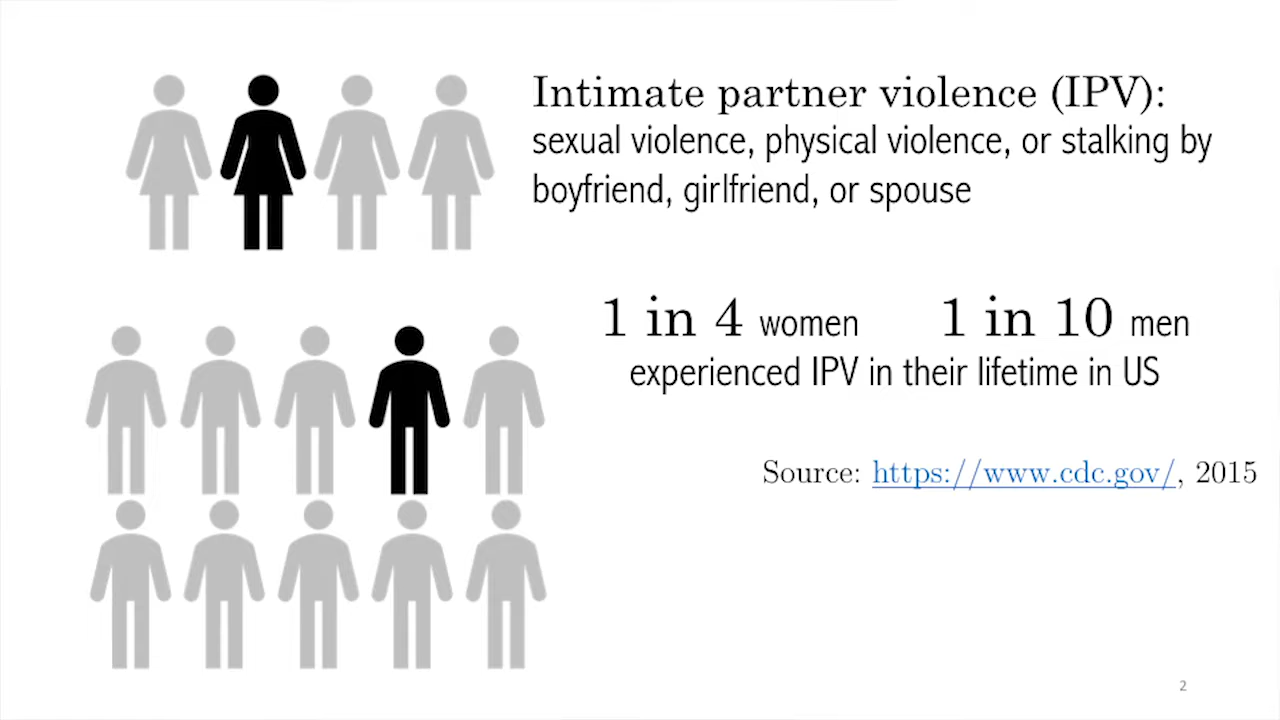 Intimate partner violence (IPV):
sexual violence, physical violence, or stalking by
boyfriend, girlfriend, or spouse
1 in 4 women 1 in 10 men
experienced IPV in their lifetime in US
Source: https://www.cdc.gov/, 2015
2